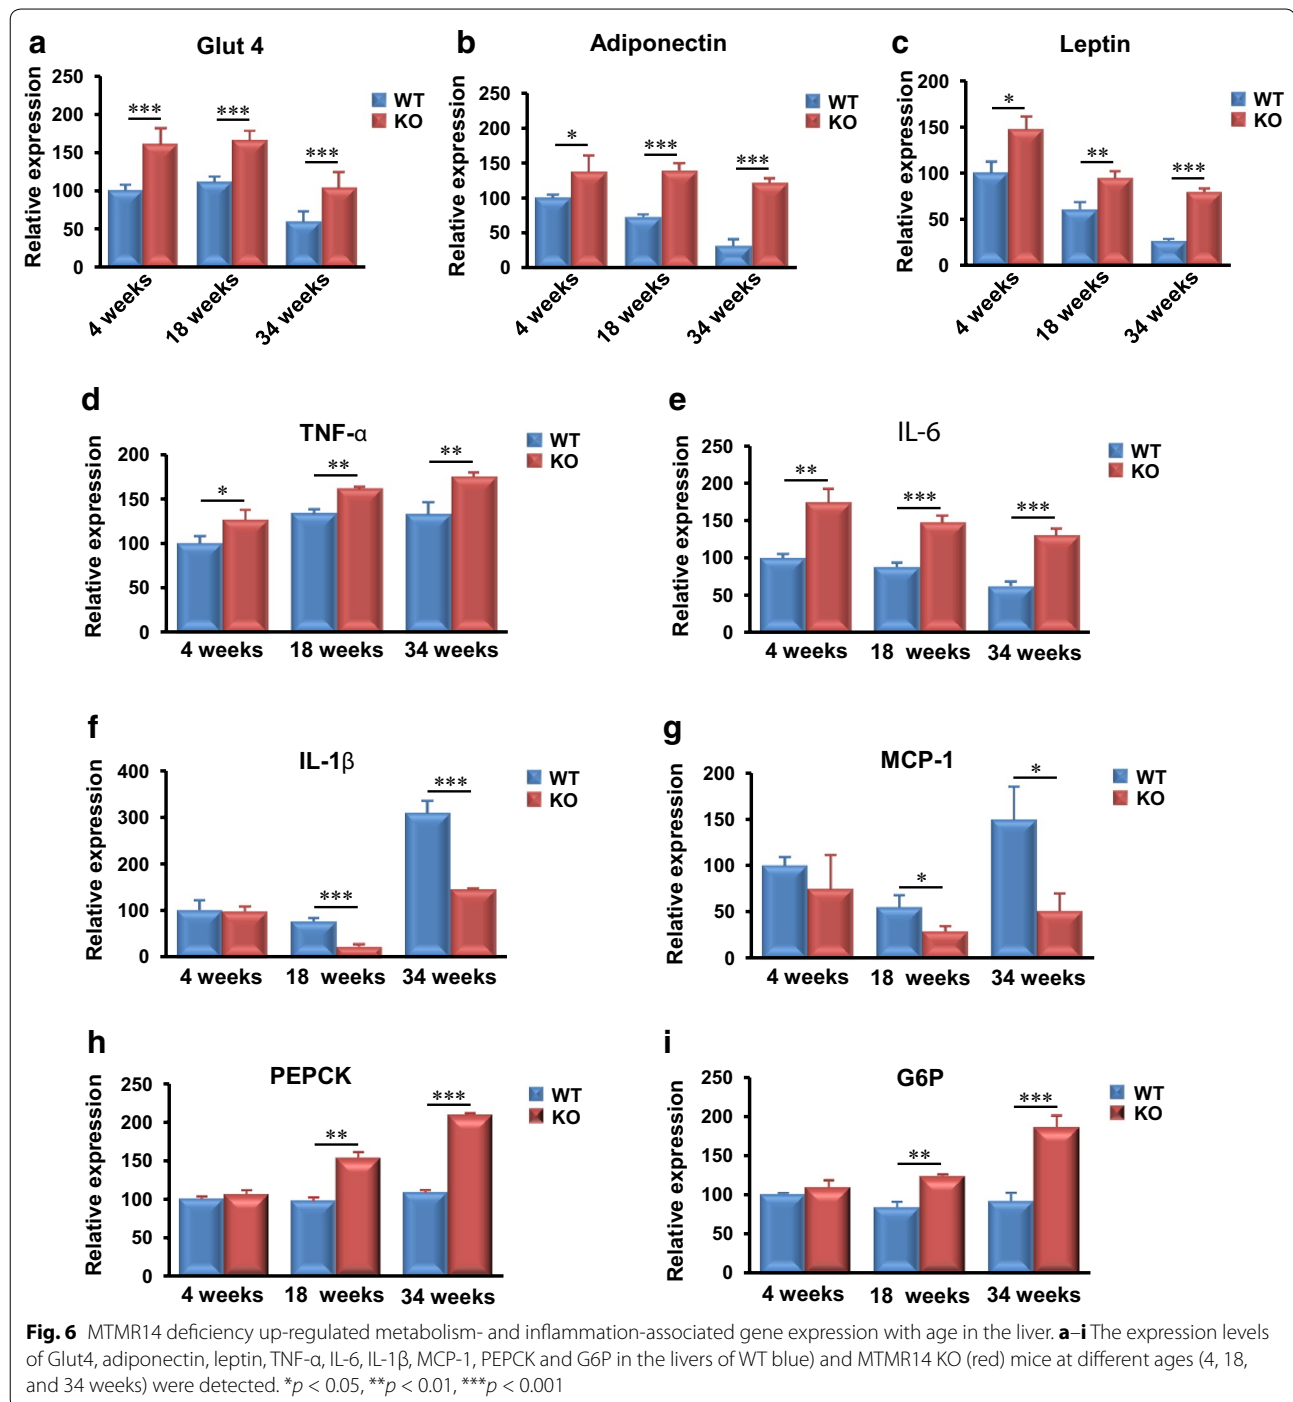 a
Glut 4
Relative expression
250
200
150
100
50
0
***
***
***
WT
KO
4 weeks
18 weeks
34 weeks
b
Adiponectin
Relative expression
250
200
150
100
50
0
*
***
***
WT
KO
4 weeks
18 weeks
34 weeks
c
Leptin
Relative expression
200
150
100
50
0
*
**
***
WT
KO
4 weeks
18 weeks
34 weeks
d
TNF-α
Relative expression
200
150
100
50
0
*
**
**
WT
KO
4 weeks 18 weeks 34 weeks
e
IL-6
Relative expression
250
200
150
100
50
0
**
***
***
WT
KO
4 weeks 18 weeks 34 weeks
f
IL-1β
Relative expression
400
300
200
100
0
***
***
WT
KO
4 weeks 18 weeks 34 weeks
g
MCP-1
Relative expression
200
150
100
50
0
*
*
WT
KO
4 weeks 18 weeks 34 weeks
h
PEPCK
Relative expression
250
200
150
100
50
0
**
***
WT
KO
4 weeks 18 weeks 34 weeks
i
G6P
Relative expression
250
200
150
100
50
0
**
***
WT
KO
4 weeks 18 weeks 34 weeks
Fig. 6 MTMR14 deficiency up-regulated metabolism- and inflammation-associated gene expression with age in the liver. a–i The expression levels
of Glut4, adiponectin, leptin, TNF-α, IL-6, IL-1β, MCP-1, PEPCK and G6P in the livers of WT blue) and MTMR14 KO (red) mice at different ages (4, 18,
and 34 weeks) were detected. *p < 0.05, **p < 0.01, ***p < 0.001